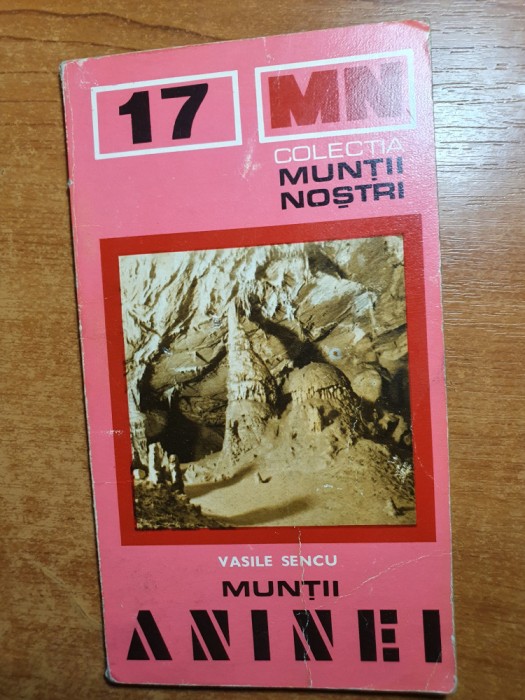 17
MN
COLECȚIA
MUNȚII
NOȘTRI
VASILE SENCU
MUNȚII
ANINEI